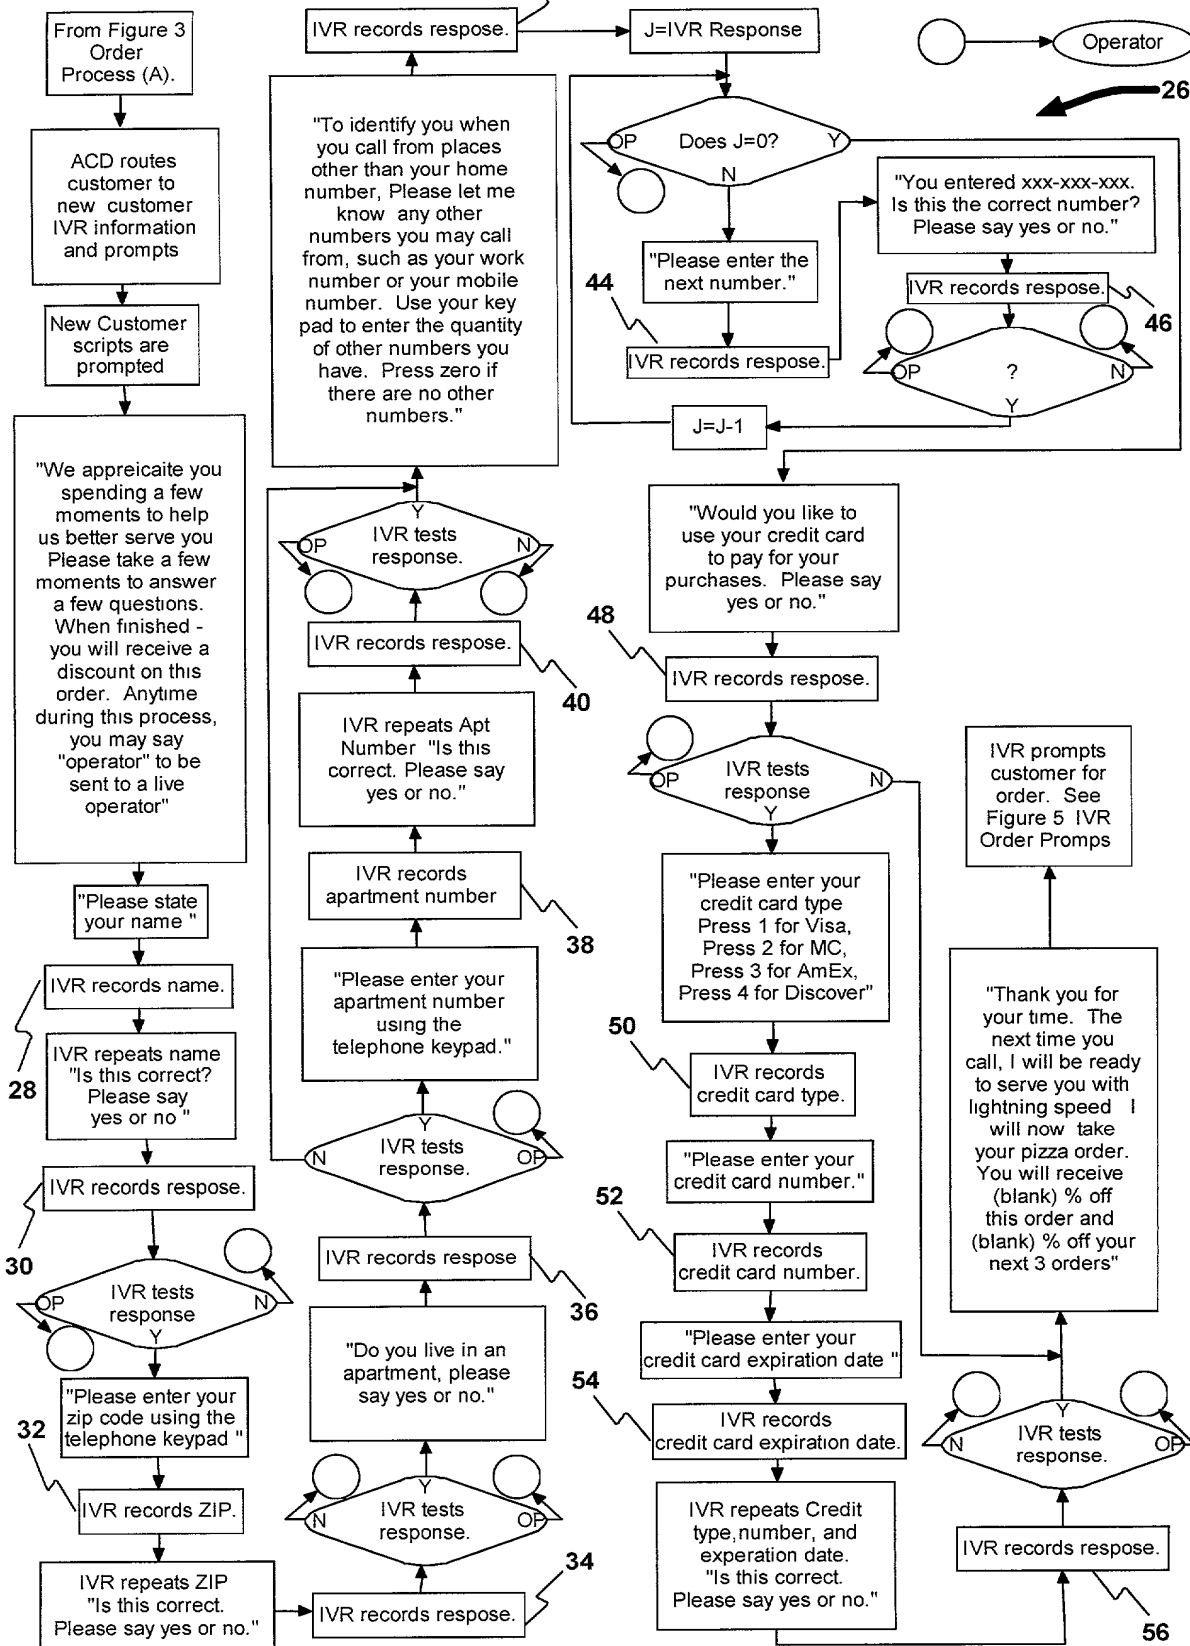 From Figure 3
Order
Process (A).
ACD routes
customer to
new customer
IVR information
and prompts
New Customer
scripts are
prompted
"We appreicaite you
spending a few
moments to help
us better serve you
Please take a few
moments to answer
a few questions.
When finished -
you will receive a
discount on this
order. Anytime
during this process,
you may say
"operator" to be
sent to a live
operator"
"Please state
your name "
IVR records name.
28
IVR repeats name
"Is this correct?
Please say
yes or no "
IVR records respose.
30
IVR tests
response
OP
N
Y
"Please enter your
zip code using the
telephone keypad "
32
IVR records ZIP.
IVR repeats ZIP
"Is this correct.
Please say yes or no."
IVR records respose.
34
IVR tests
response.
N
Y
OP
"Do you live in an
apartment, please
say yes or no."
IVR records respose
36
IVR tests
response.
N
Y
OP
"Please enter your
apartment number
using the
telephone keypad."
IVR records
apartment number
38
IVR repeats Apt
Number "Is this
correct. Please say
yes or no."
IVR records respose.
40
IVR tests
response.
OP
Y
N
"To identify you when
you call from places
other than your home
number, Please let me
know any other
numbers you may call
from, such as your work
number or your mobile
number. Use your key
pad to enter the quantity
of other numbers you
have. Press zero if
there are no other
numbers."
IVR records respose.
J=IVR Response
Operator
26
Does J=0?
OP
Y
N
"Please enter the
next number."
44
IVR records respose.
"You entered xxx-xxx-xxx.
Is this the correct number?
Please say yes or no."
IVR records respose.
46
?
OP
N
Y
J=J-1
"Would you like to
use your credit card
to pay for your
purchases. Please say
yes or no."
48
IVR records respose.
IVR tests
response
OP
N
Y
"Please enter your
credit card type
Press 1 for Visa,
Press 2 for MC,
Press 3 for AmEx,
Press 4 for Discover"
50
IVR records
credit card type.
"Please enter your
credit card number."
52
IVR records
credit card number.
"Please enter your
credit card expiration date "
54
IVR records
credit card expiration date.
IVR repeats Credit
type,number, and
experation date.
"Is this correct.
Please say yes or no."
IVR records respose.
56
IVR tests
response.
N
Y
OP
"Thank you for
your time. The
next time you
call, I will be ready
to serve you with
lightning speed I
will now take
your pizza order.
You will receive
(blank) % off
this order and
(blank) % off your
next 3 orders"
IVR prompts
customer for
order. See
Figure 5 IVR
Order Promps